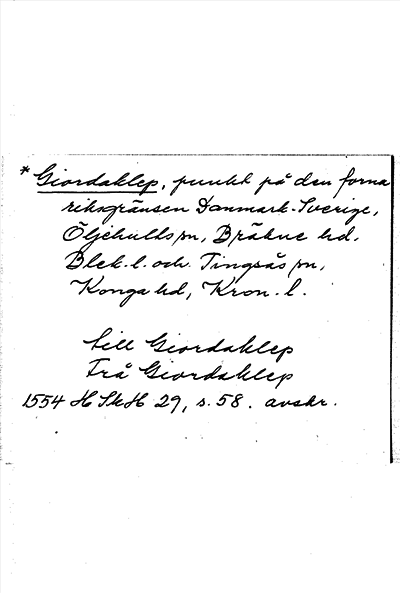 * Giordaklep, punkt på den forna
riksgränsen Danmark-Sverige,
Öljehults sn, Bräkne hd.
Blek. l. och Tingsås sn,
Konga hd, Kron. l.
till Giordaklep
Frå Giordaklep
1554 HSkH 29, s. 58. avskr.